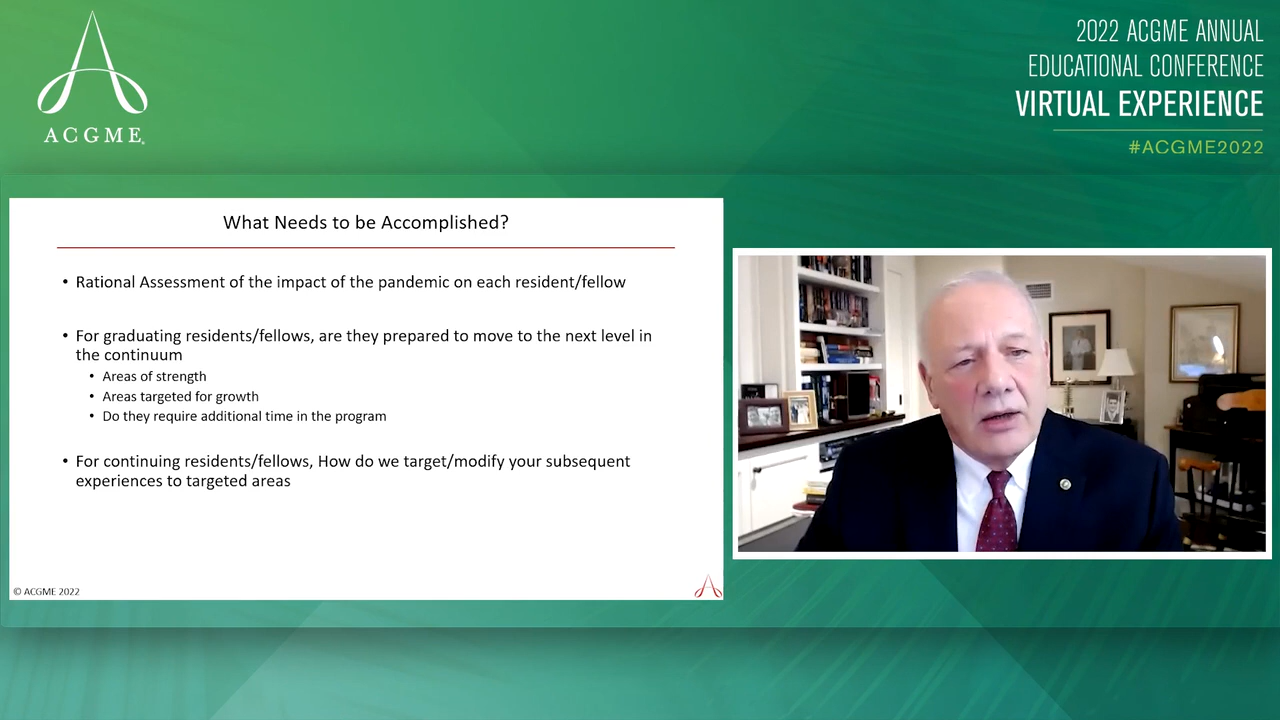 ACGME
2022 ACGME ANNUAL
EDUCATIONAL CONFERENCE
VIRTUAL EXPERIENCE
#ACGME2022
What Needs to be Accomplished?
• Rational Assessment of the impact of the pandemic on each resident/fellow
• For graduating residents/fellows, are they prepared to move to the next level in
the continuum
• Areas of strength
• Areas targeted for growth
• Do they require additional time in the program
• For continuing residents/fellows, How do we target/modify your subsequent
experiences to targeted areas
© ACGME 2022